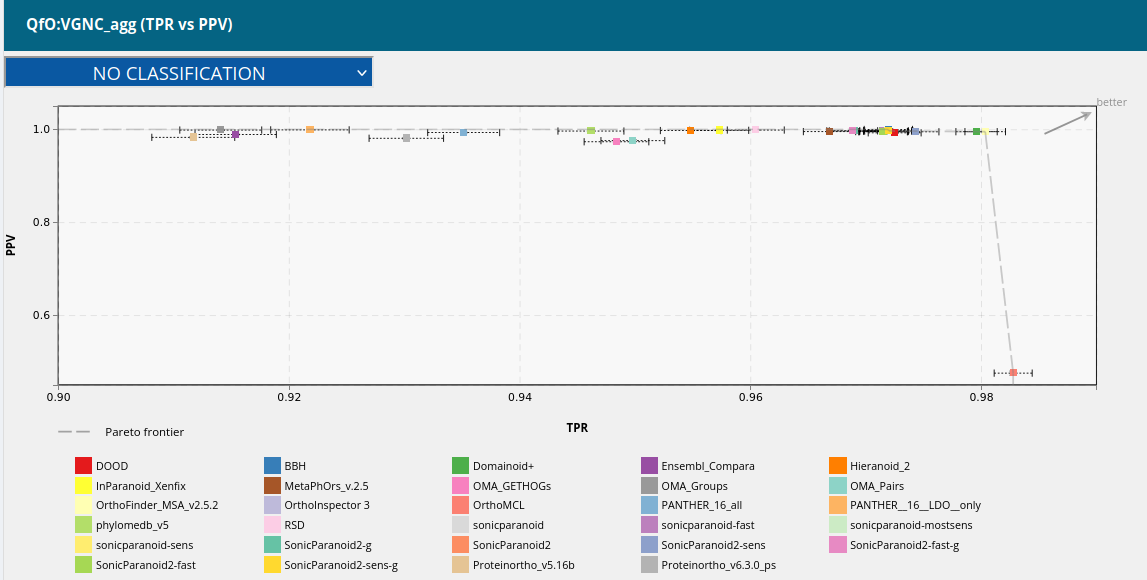 QfO:VGNC_agg (TPR vs PPV)
NO CLASSIFICATION
better
1.0
0.8
PPV
0.6
0.90 0.92 0.94 0.96 0.98
TPR
Pareto frontier
DOOD BBH Domainoid+ Ensembl_Compara Hieranoid_2
InParanoid_Xenfix MetaPhOrs_v.2.5 OMA_GETHOGs OMA_Groups OMA_Pairs
OrthoFinder_MSA_v2.5.2 OrthoInspector 3 OrthoMCL PANTHER_16_all PANTHER__16__LDO__only
phylomedb_v5 RSD sonicparanoid sonicparanoid-fast sonicparanoid-mostsens
sonicparanoid-sens SonicParanoid2-g SonicParanoid2 SonicParanoid2-sens SonicParanoid2-fast-g
SonicParanoid2-fast SonicParanoid2-sens-g Proteinortho_v5.16b Proteinortho_v6.3.0_ps